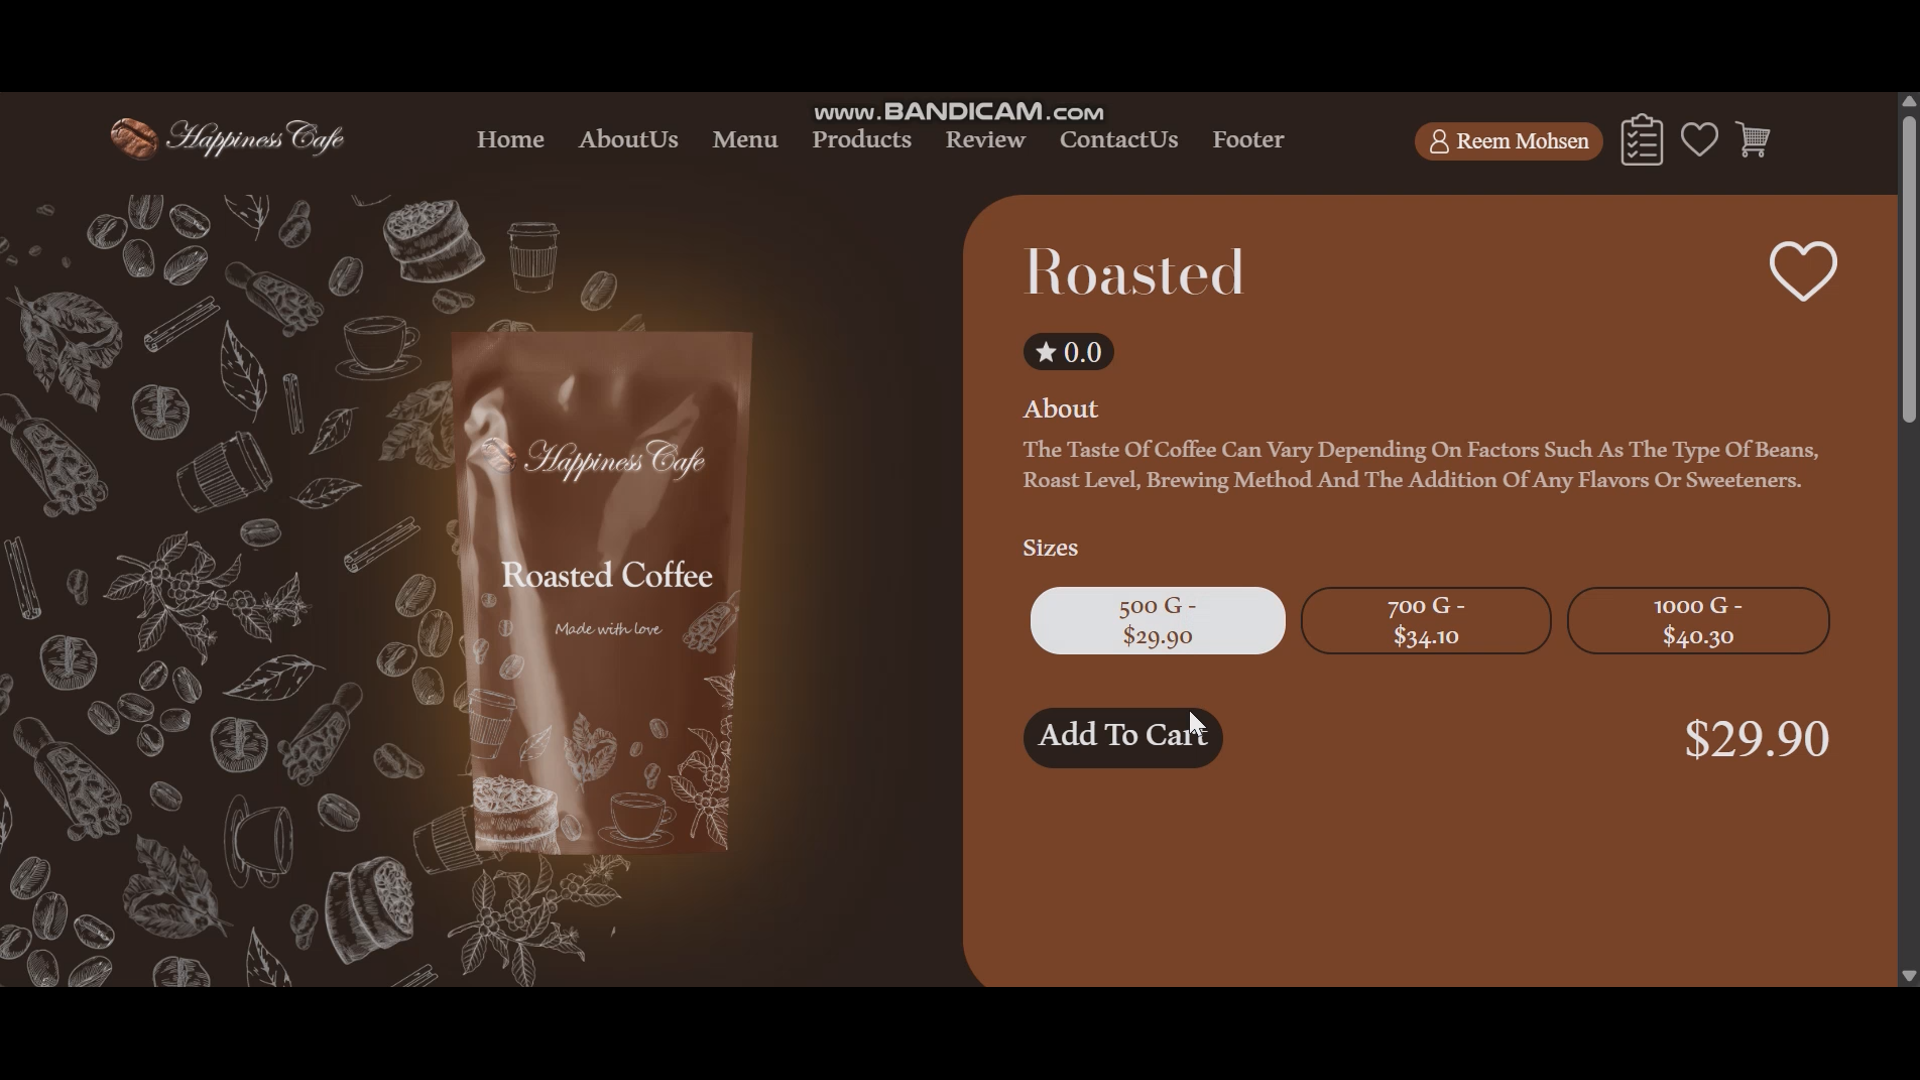 www.BANDICAM.com
Happiness Cafe
Home AboutUs Menu Products Review ContactUs Footer
Reem Mohsen
Roasted
0.0
About
The Taste Of Coffee Can Vary Depending On Factors Such As The Type Of Beans,
Roast Level, Brewing Method And The Addition Of Any Flavors Or Sweeteners.
Sizes
500 G -
$29.90
700 G -
$34.10
1000 G -
$40.30
Add To Cart
$29.90
Happiness Cafe
Roasted Coffee
Made with love